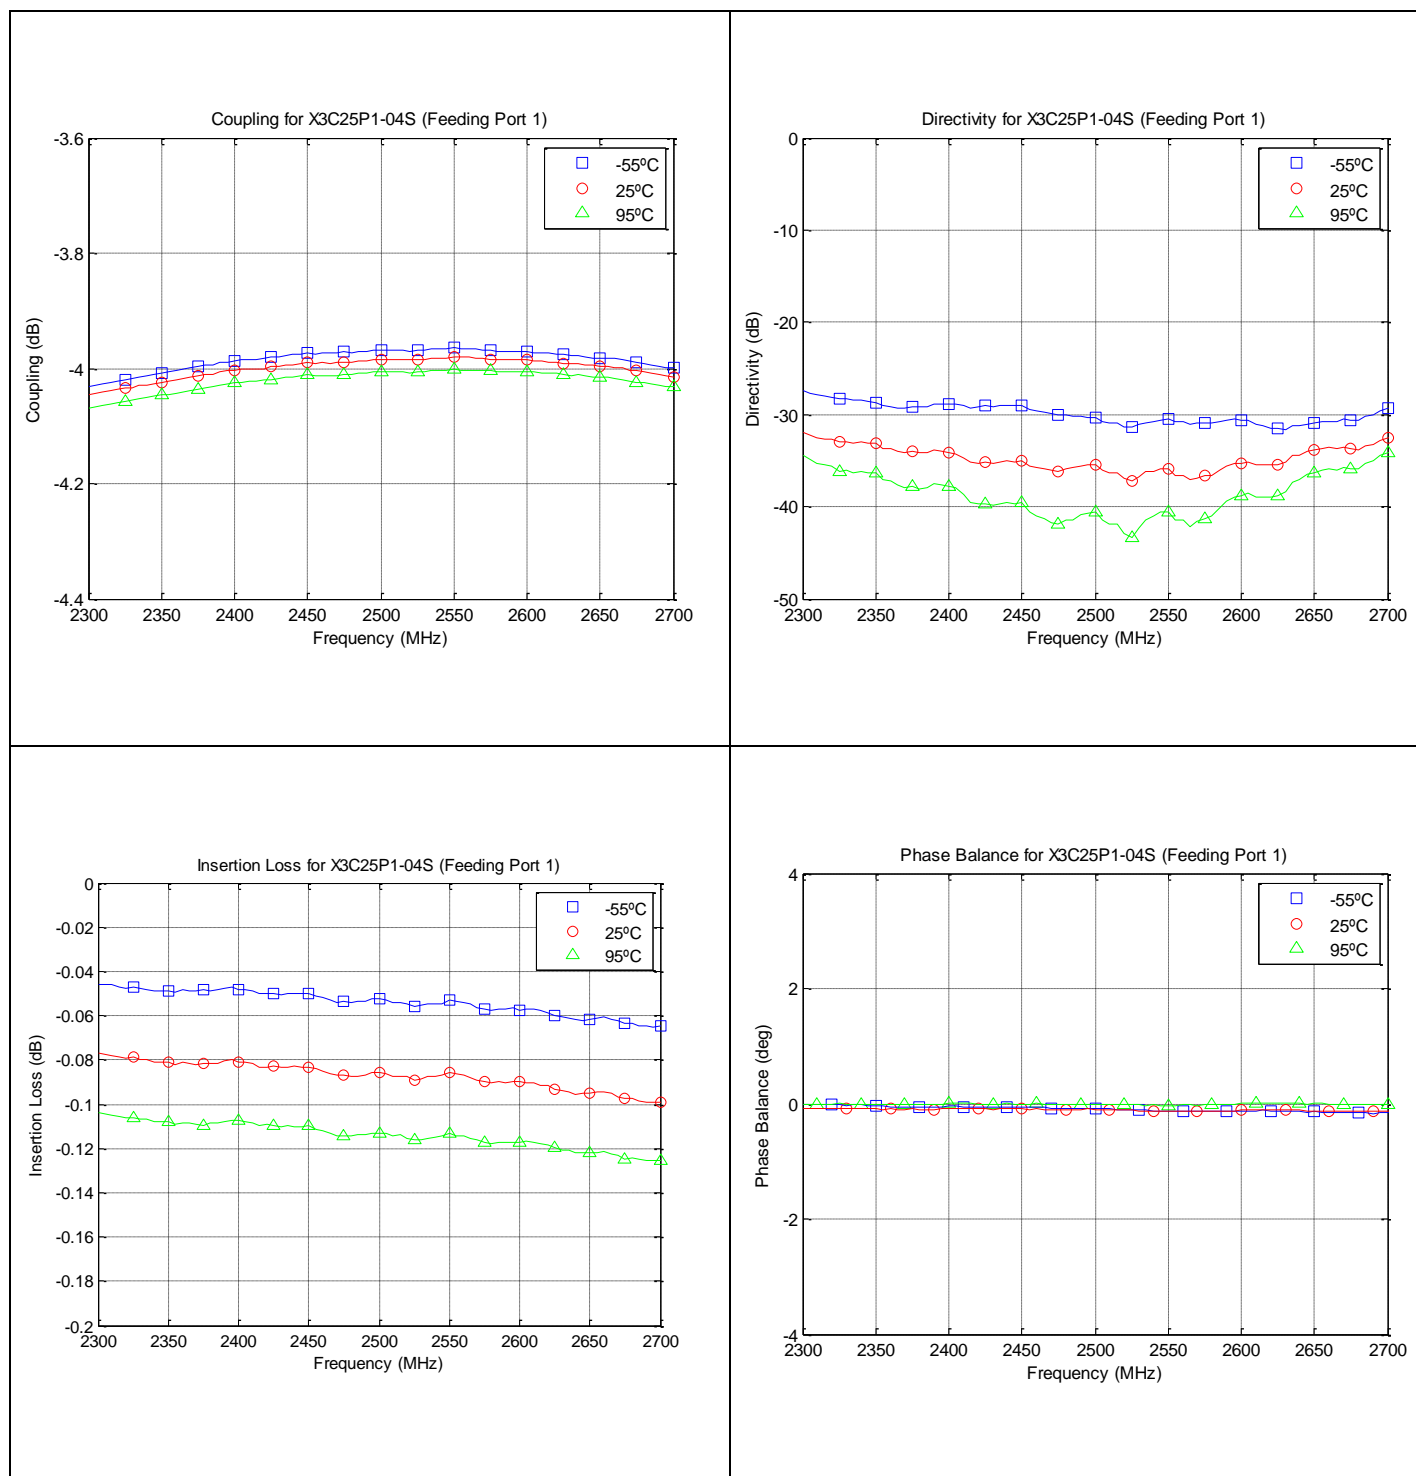 Coupling for X3C25P1-04S (Feeding Port 1)
-3.6
-3.8
-4
-4.2
-4.4
Coupling (dB)
-55ºC
25ºC
95ºC
2300 2350 2400 2450 2500 2550 2600 2650 2700
Frequency (MHz)
Directivity for X3C25P1-04S (Feeding Port 1)
0
-10
-20
-30
-40
-50
Directivity (dB)
-55ºC
25ºC
95ºC
2300 2350 2400 2450 2500 2550 2600 2650 2700
Frequency (MHz)
Insertion Loss for X3C25P1-04S (Feeding Port 1)
0
-0.02
-0.04
-0.06
-0.08
-0.1
-0.12
-0.14
-0.16
-0.18
-0.2
Insertion Loss (dB)
-55ºC
25ºC
95ºC
2300 2350 2400 2450 2500 2550 2600 2650 2700
Frequency (MHz)
Phase Balance for X3C25P1-04S (Feeding Port 1)
4
2
0
-2
-4
Phase Balance (deg)
-55ºC
25ºC
95ºC
2300 2350 2400 2450 2500 2550 2600 2650 2700
Frequency (MHz)